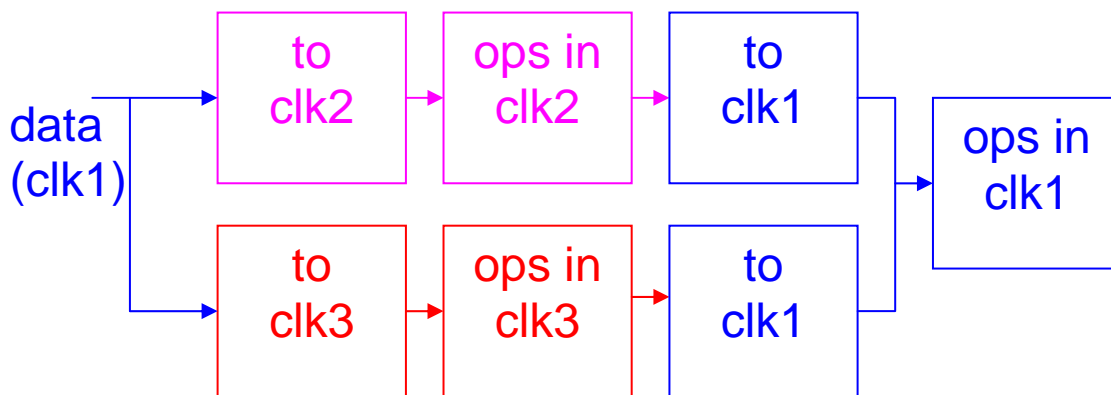 data
(clk1)
to
clk2
ops in
clk2
to
clk1
ops in
clk1
to
clk3
ops in
clk3
to
clk1